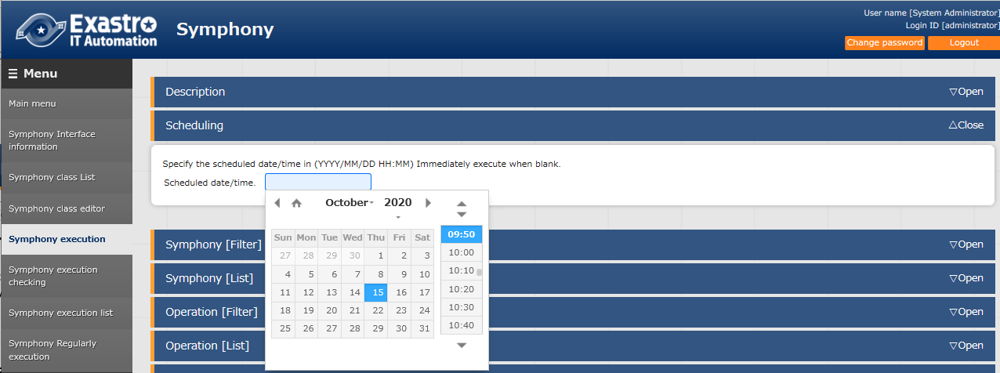 Exastro
IT Automation
Symphony
User name [System Administrator]
Login ID [administrator]
Change password
Logout
☰ Menu
Main menu
Symphony Interface
information
Symphony class List
Symphony class editor
Symphony execution
Symphony execution
checking
Symphony execution list
Symphony Regularly
execution
Description
▽Open
Scheduling
△Close
Specify the scheduled date/time in (YYYY/MM/DD HH:MM) Immediately execute when blank.
Scheduled date/time.
October 2020
Sun Mon Tue Wed Thu Fri Sat
27 28 29 30 1 2 3
4 5 6 7 8 9 10
11 12 13 14 15 16 17
18 19 20 21 22 23 24
25 26 27 28 29 30 31
09:50
10:00
10:10
10:20
10:30
10:40
Symphony [Filter]
▽Open
Symphony [List]
▽Open
Operation [Filter]
▽Open
Operation [List]
▽Open